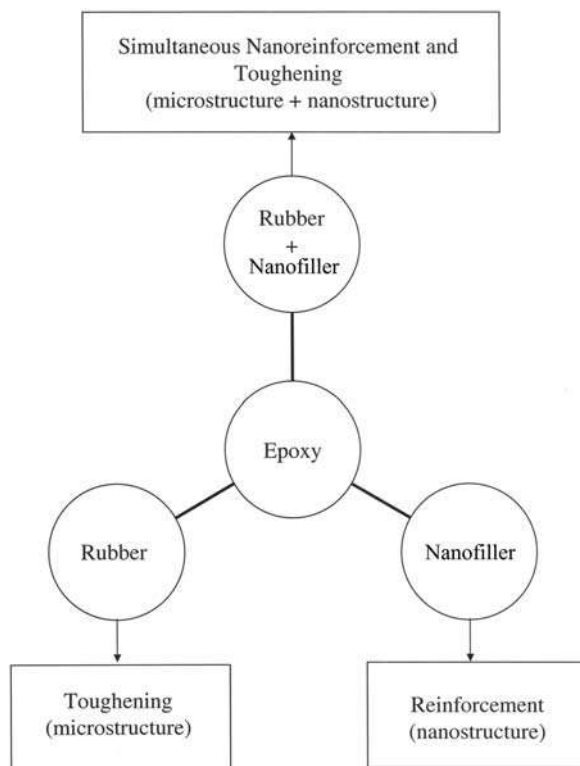 Simultaneous Nanoreinforcement and
Toughening
(microstructure + nanostructure)
Rubber
+
Nanofiller
Epoxy
Rubber
Nanofiller
Toughening
(microstructure)
Reinforcement
(nanostructure)